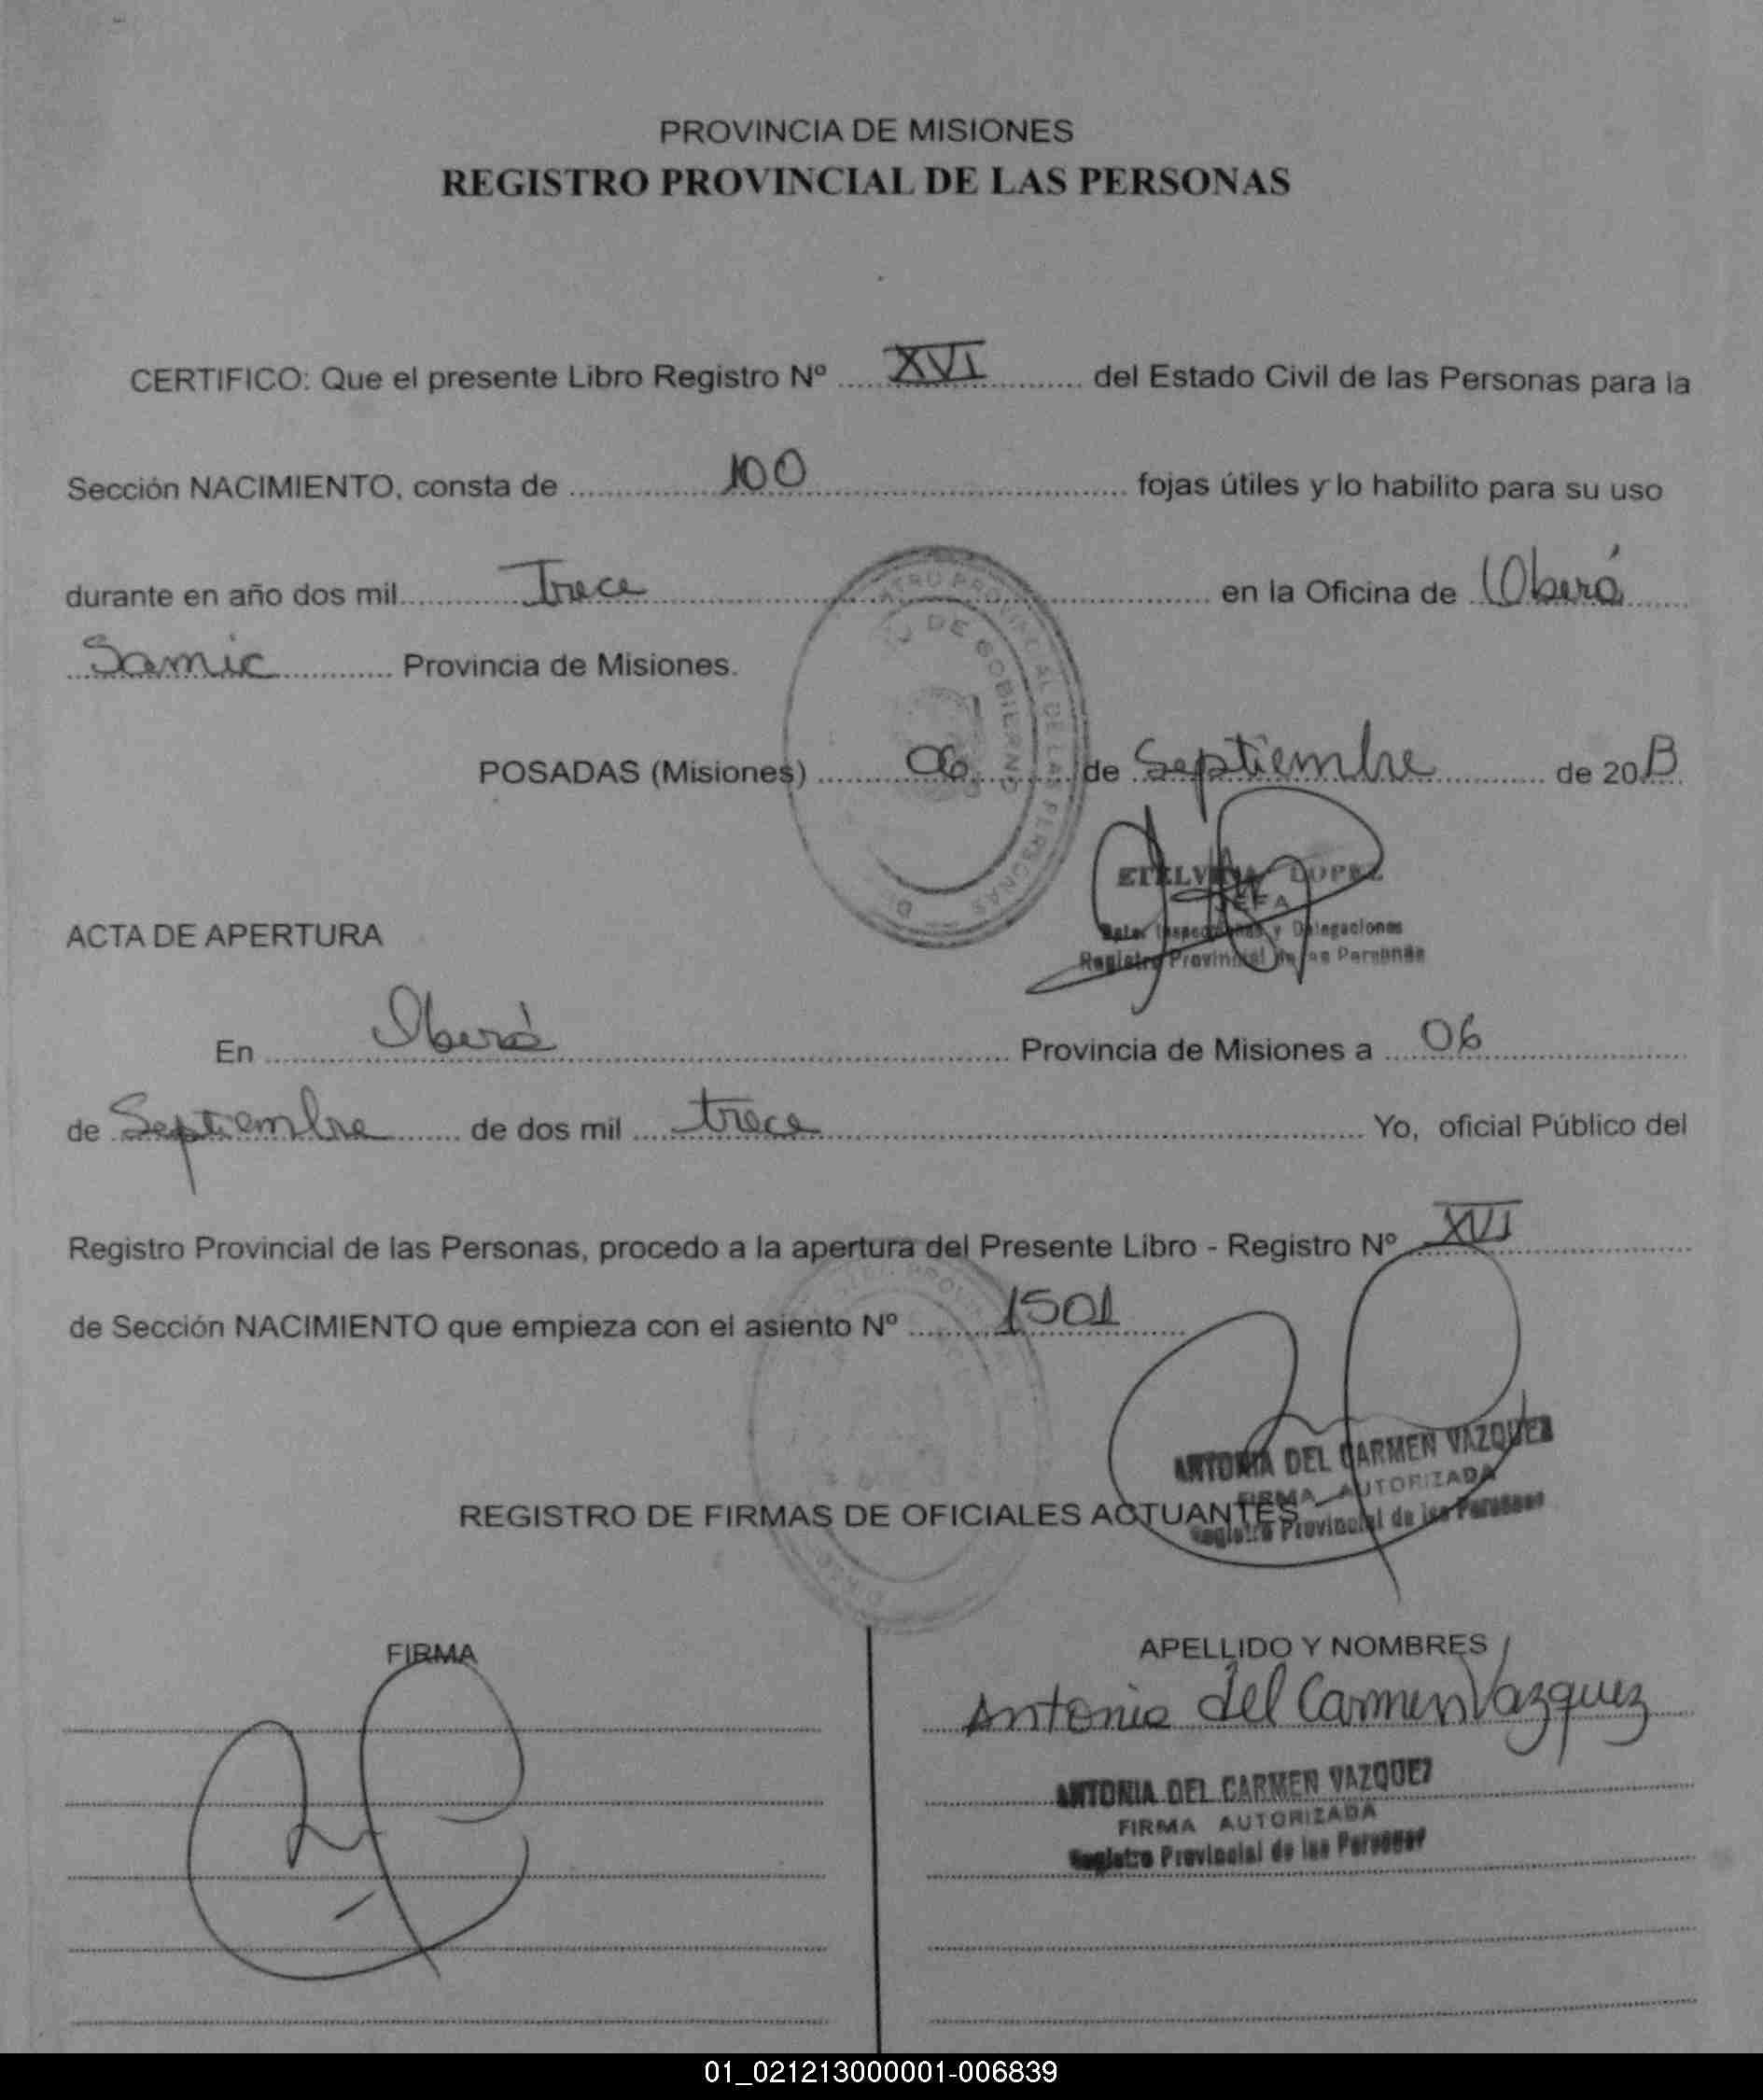 PROVINCIA DE MISIONES
REGISTRO PROVINCIAL DE LAS PERSONAS
CERTIFICO: Que el presente Libro Registro Nº XVI del Estado Civil de las Personas para la
Sección NACIMIENTO, consta de 100 fojas útiles y lo habilito para su uso
durante en año dos mil Trece en la Oficina de Oberá
Samic Provincia de Misiones.
POSADAS (Misiones) 06 de Septiembre de 2013
ETELVINA LOPEZ
JEFA
Dpto. Inspecciones y Delegaciones
Registro Provincial de las Personas
ACTA DE APERTURA
En Oberá Provincia de Misiones a 06
de Septiembre de dos mil trece Yo, oficial Público del
Registro Provincial de las Personas, procedo a la apertura del Presente Libro - Registro Nº XVI
de Sección NACIMIENTO que empieza con el asiento Nº 1501
ANTONIA DEL CARMEN VAZQUEZ
FIRMA AUTORIZADA
Registro Provincial de las Personas
REGISTRO DE FIRMAS DE OFICIALES ACTUANTES
FIRMA
APELLIDO Y NOMBRES
Antonia del Carmen Vazquez
ANTONIA DEL CARMEN VAZQUEZ
FIRMA AUTORIZADA
Registro Provincial de las Personas
01_021213000001-006839